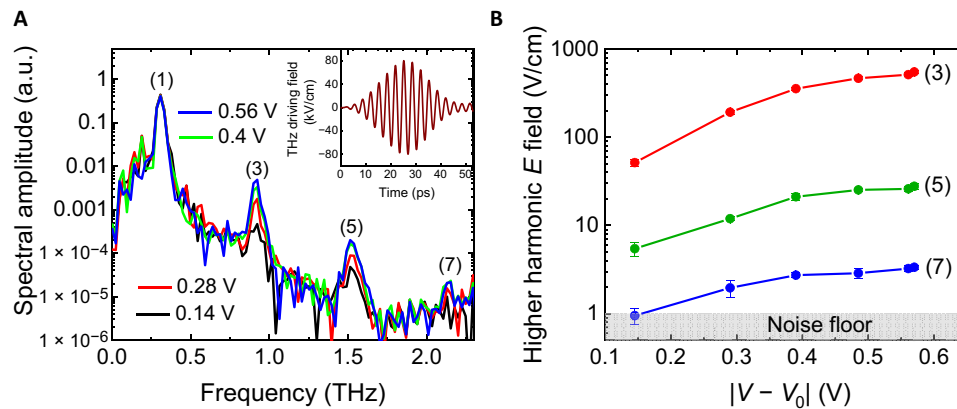 A
Spectral amplitude (a.u.)
1
0.1
0.01
0.001
1 × 10⁻⁴
1 × 10⁻⁵
1 × 10⁻⁶
0.0 0.5 1.0 1.5 2.0
Frequency (THz)
(1)
(3)
(5)
(7)
0.56 V
0.4 V
0.28 V
0.14 V
THz driving field
(kV/cm)
80
40
0
−40
−80
0 10 20 30 40 50
Time (ps)
B
Higher harmonic E field (V/cm)
1000
100
10
1
0.1 0.2 0.3 0.4 0.5 0.6
|V − V₀| (V)
(3)
(5)
(7)
Noise floor